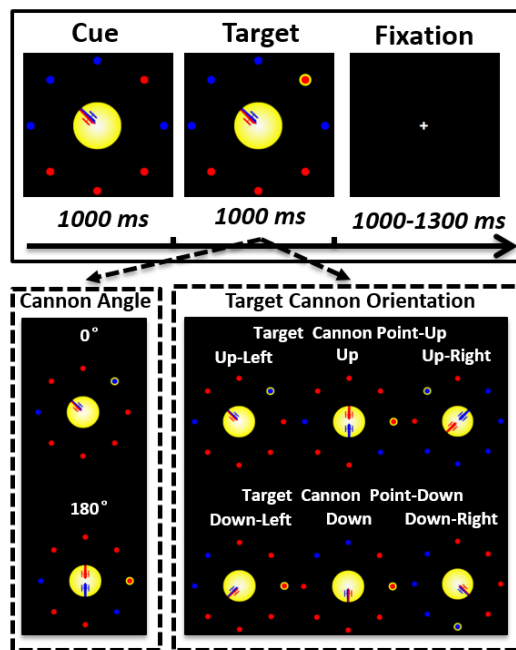 Cue Target Fixation
1000 ms 1000 ms 1000-1300 ms
Cannon Angle
0°
180°
Target Cannon Orientation
Target Cannon Point-Up
Up-Left Up Up-Right
Target Cannon Point-Down
Down-Left Down Down-Right